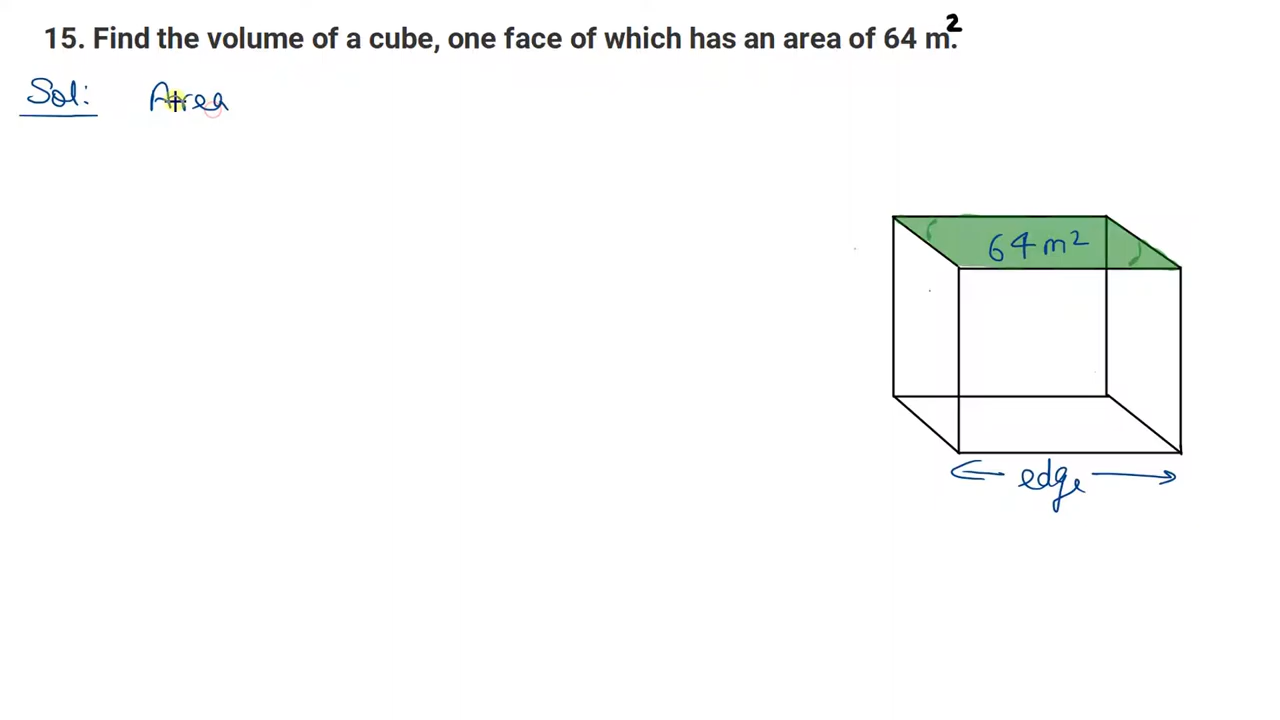 15. Find the volume of a cube, one face of which has an area of 64 m².
Sol: Area
64 m²
edge